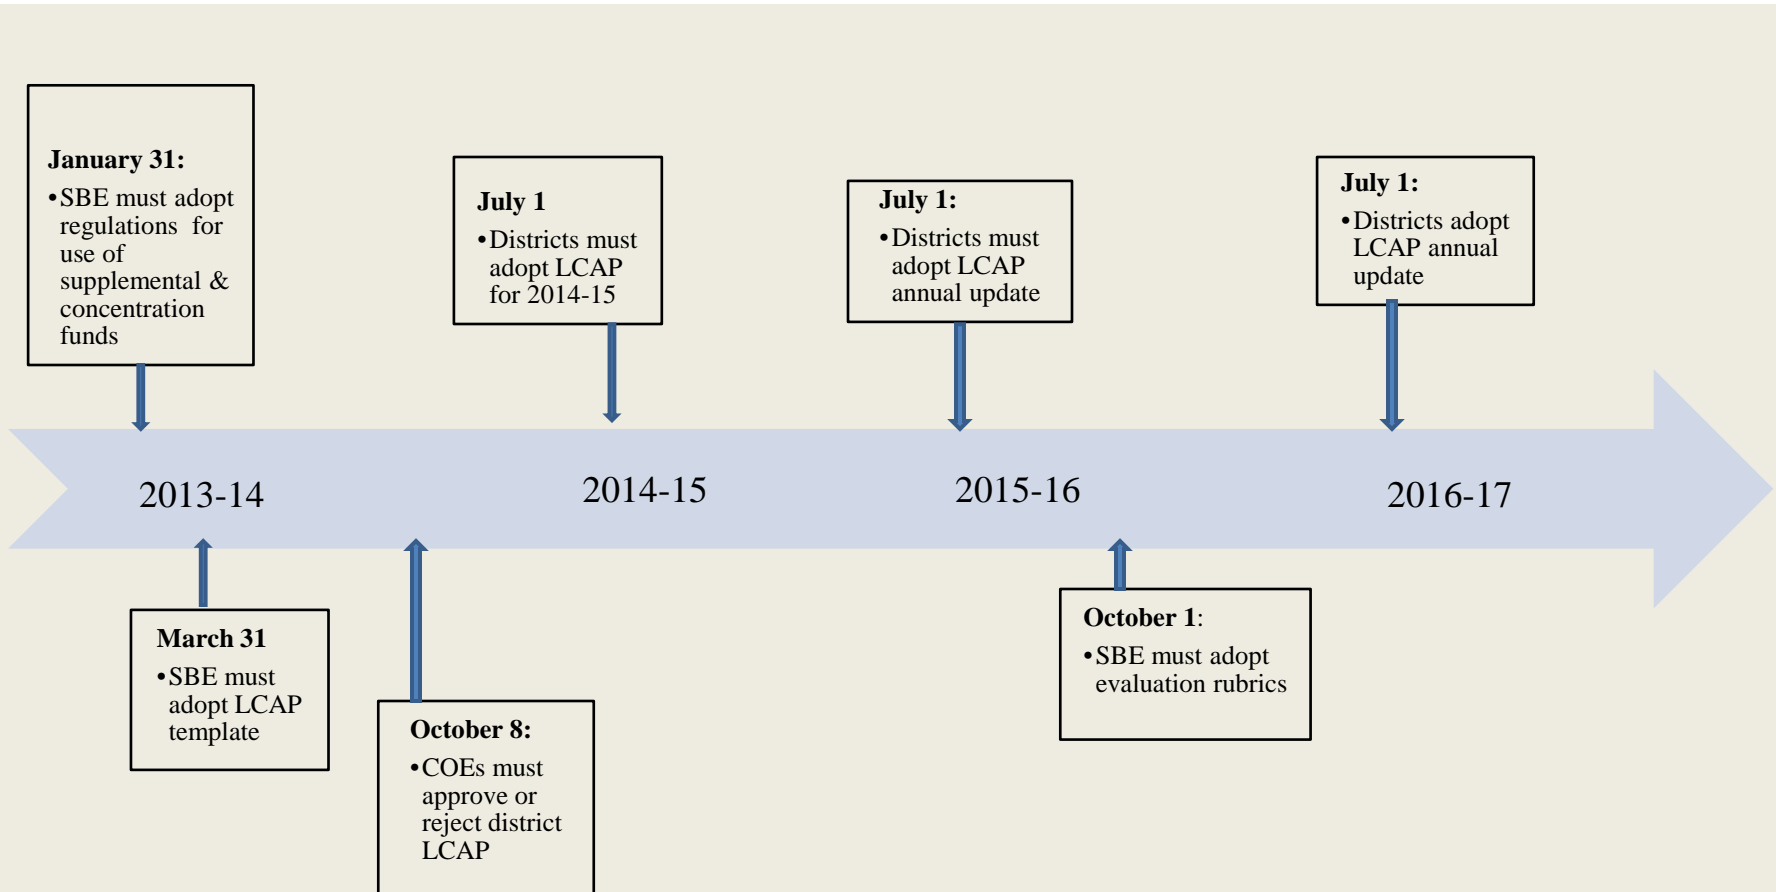 January 31:
•SBE must adopt
regulations for
use of
supplemental &
concentration
funds
July 1
•Districts must
adopt LCAP
for 2014-15
July 1:
•Districts must
adopt LCAP
annual update
July 1:
•Districts adopt
LCAP annual
update
2013-14
2014-15
2015-16
2016-17
March 31
•SBE must
adopt LCAP
template
October 8:
•COEs must
approve or
reject district
LCAP
October 1:
•SBE must adopt
evaluation rubrics